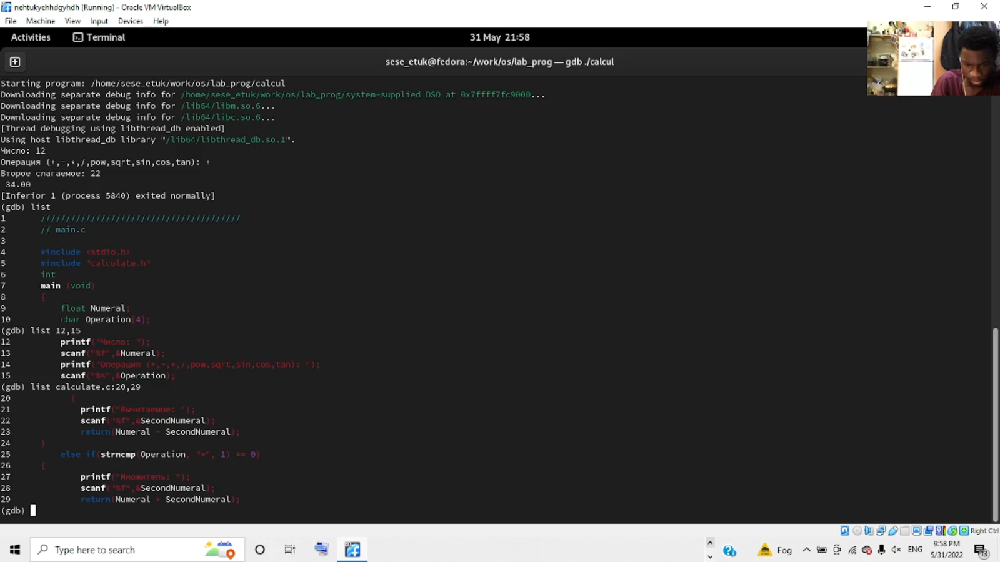 nehtukyehhdgyhdh [Running] - Oracle VM VirtualBox
File Machine View Input Devices Help
Activities Terminal 31 May 21:58
sese_etuk@fedora:~/work/os/lab_prog — gdb ./calcul
Starting program: /home/sese_etuk/work/os/lab_prog/calcul
Downloading separate debug info for /home/sese_etuk/work/os/lab_prog/system-supplied DSO at 0x7ffff7fc9000...
Downloading separate debug info for /lib64/libm.so.6...
Downloading separate debug info for /lib64/libc.so.6...
[Thread debugging using libthread_db enabled]
Using host libthread_db library "/lib64/libthread_db.so.1".
Число: 12
Операция (+,-,*,/,pow,sqrt,sin,cos,tan): +
Второе слагаемое: 22
34.00
[Inferior 1 (process 5840) exited normally]
(gdb) list
1 ////////////////////////////////////////
2 // main.c
3
4 #include <stdio.h>
5 #include "calculate.h"
6 int
7 main (void)
8 {
9 float Numeral;
10 char Operation[4];
(gdb) list 12,15
12 printf("Число: ");
13 scanf("%f",&Numeral);
14 printf("Операция (+,-,*,/,pow,sqrt,sin,cos,tan): ");
15 scanf("%s",&Operation);
(gdb) list calculate.c:20,29
20 {
21 printf("Вычитаемое: ");
22 scanf("%f",&SecondNumeral);
23 return(Numeral - SecondNumeral);
24 }
25 else if(strncmp(Operation, "*", 1) == 0)
26 {
27 printf("Множитель: ");
28 scanf("%f",&SecondNumeral);
29 return(Numeral * SecondNumeral);
(gdb)
Right Ctrl
Type here to search
Fog
ENG
9:58 PM
5/31/2022
13